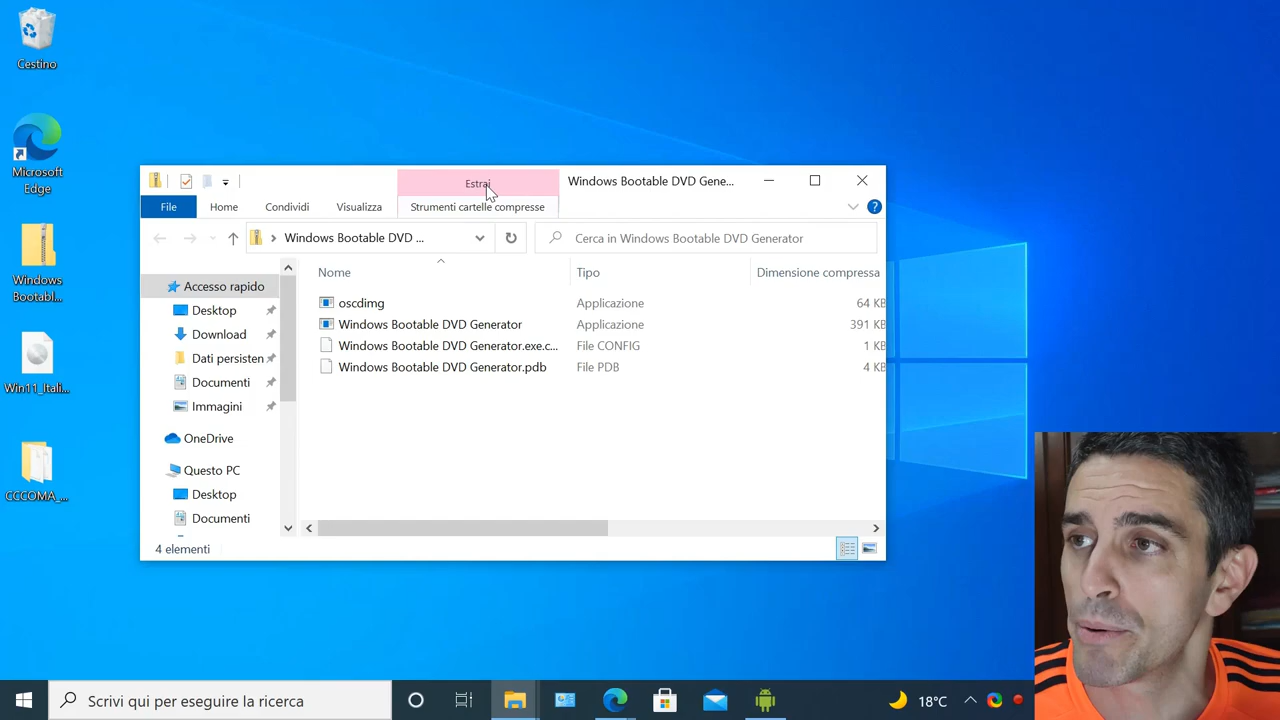 Cestino
Microsoft
Edge
Windows
Bootabl...
Win11_Itali...
CCCOMA_...
Estrai
Windows Bootable DVD Gene...
File
Home
Condividi
Visualizza
Strumenti cartelle compresse
Windows Bootable DVD ...
Cerca in Windows Bootable DVD Generator
Nome
Tipo
Dimensione compressa
Accesso rapido
Desktop
Download
Dati persisten
Documenti
Immagini
OneDrive
Questo PC
Desktop
Documenti
oscdimg
Applicazione
64 KB
Windows Bootable DVD Generator
Applicazione
391 KB
Windows Bootable DVD Generator.exe.c...
File CONFIG
1 KB
Windows Bootable DVD Generator.pdb
File PDB
4 KB
4 elementi
Scrivi qui per eseguire la ricerca
18°C